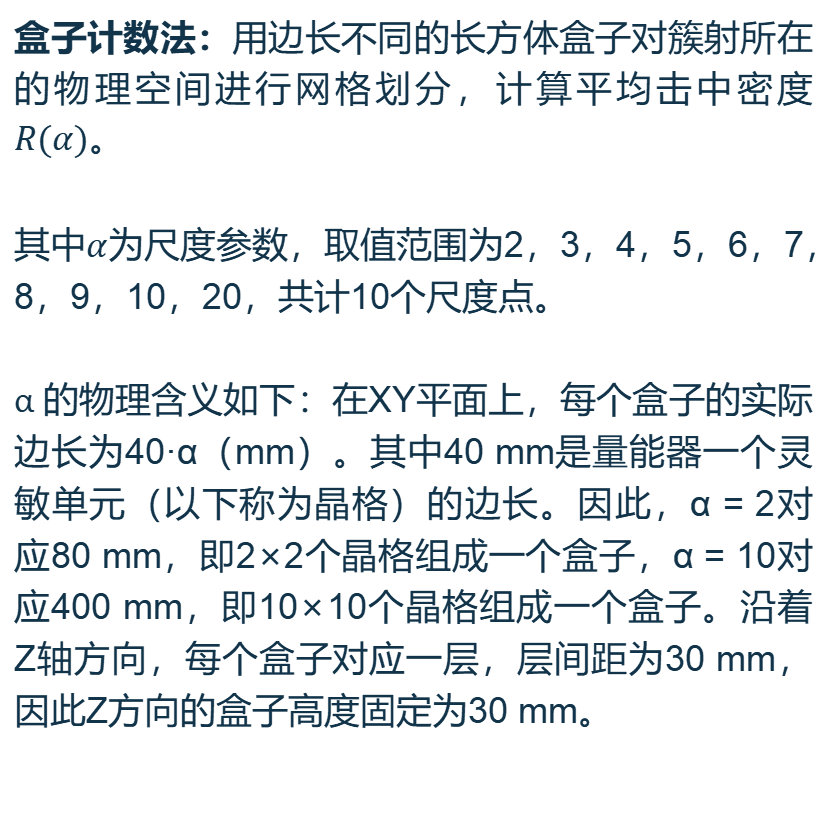 盒子计数法：用边长不同的长方体盒子对簇射所在
的物理空间进行网格划分，计算平均击中密度
R(α)。
其中α为尺度参数，取值范围为2，3，4，5，6，7，
8，9，10，20，共计10个尺度点。
α 的物理含义如下：在XY平面上，每个盒子的实际
边长为40·α（mm）。其中40 mm是量能器一个灵
敏单元（以下称为晶格）的边长。因此，α = 2对
应80 mm，即2×2个晶格组成一个盒子，α = 10对
应400 mm，即10×10个晶格组成一个盒子。沿着
Z轴方向，每个盒子对应一层，层间距为30 mm，
因此Z方向的盒子高度固定为30 mm。